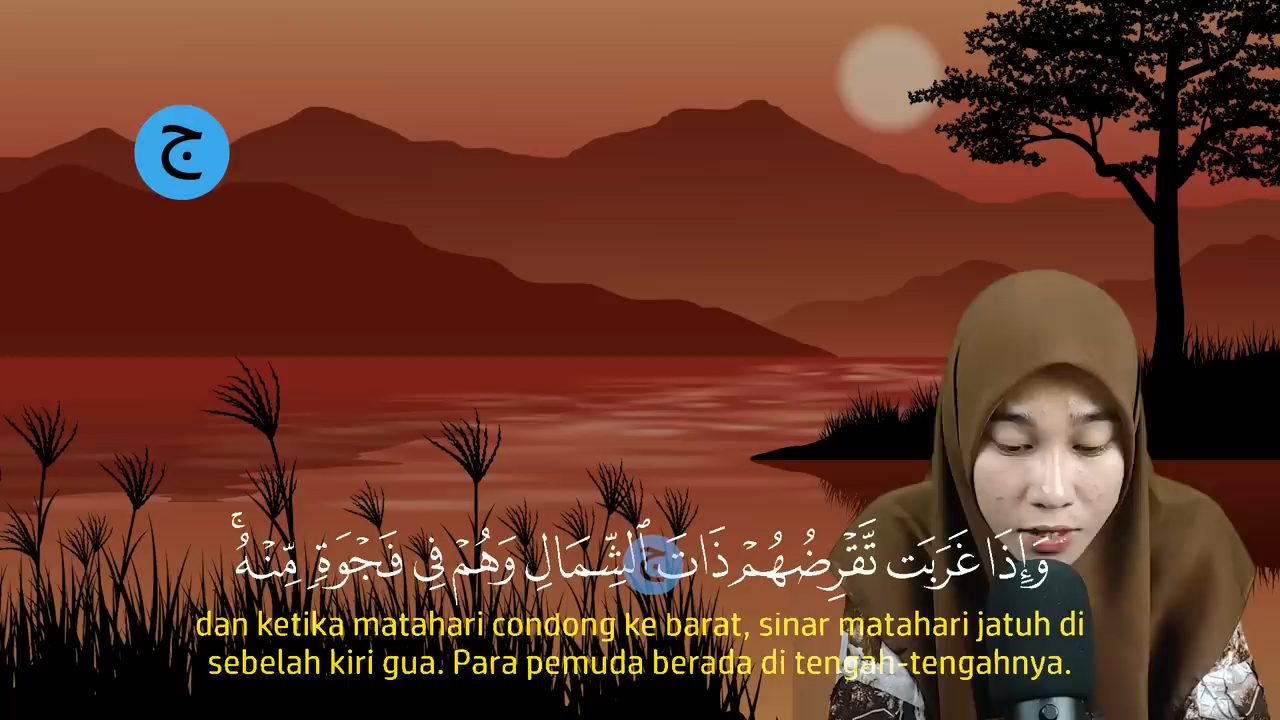 ج
وَإِذَا غَرَبَت تَّقْرِضُهُمْ ذَاتَ ٱلشِّمَالِ وَهُمْ فِى فَجْوَةٍ مِّنْهُ ۚ
dan ketika matahari condong ke barat, sinar matahari jatuh di
sebelah kiri gua. Para pemuda berada di tengah-tengahnya.